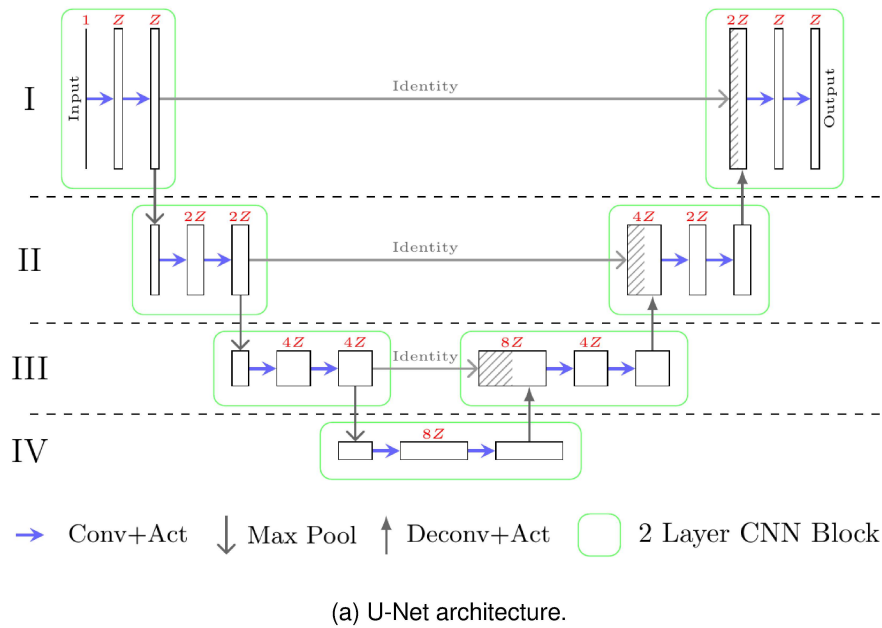 1 Z Z 2Z Z Z
I Input Identity Output
2Z 2Z 4Z 2Z
II Identity
4Z 4Z 8Z 4Z
III Identity
8Z
IV
Conv+Act Max Pool Deconv+Act 2 Layer CNN Block
(a) U-Net architecture.